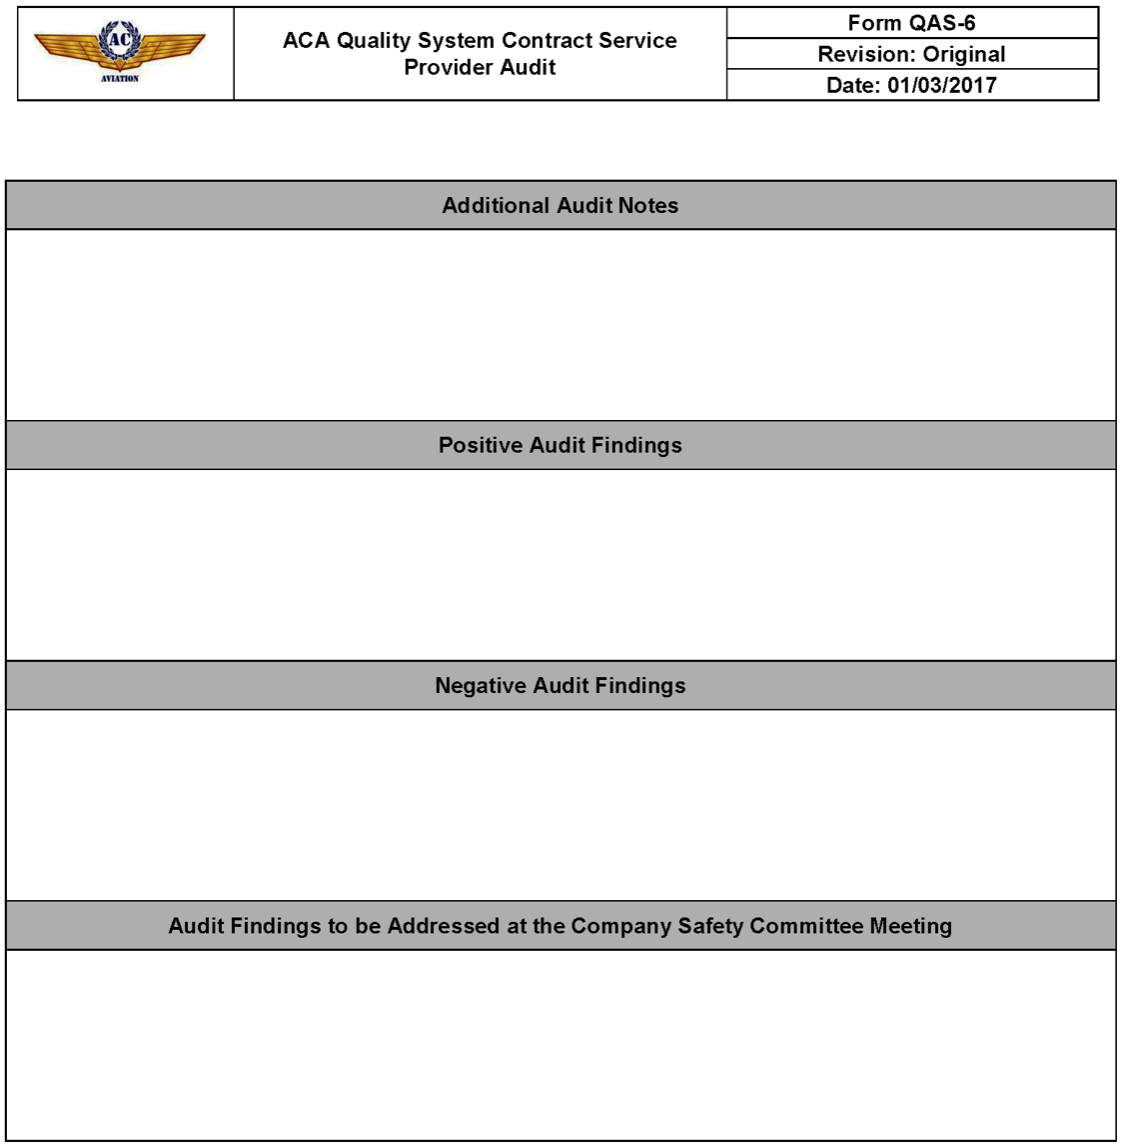 AC
AVIATION
ACA Quality System Contract Service
Provider Audit
Form QAS-6
Revision: Original
Date: 01/03/2017
Additional Audit Notes
Positive Audit Findings
Negative Audit Findings
Audit Findings to be Addressed at the Company Safety Committee Meeting